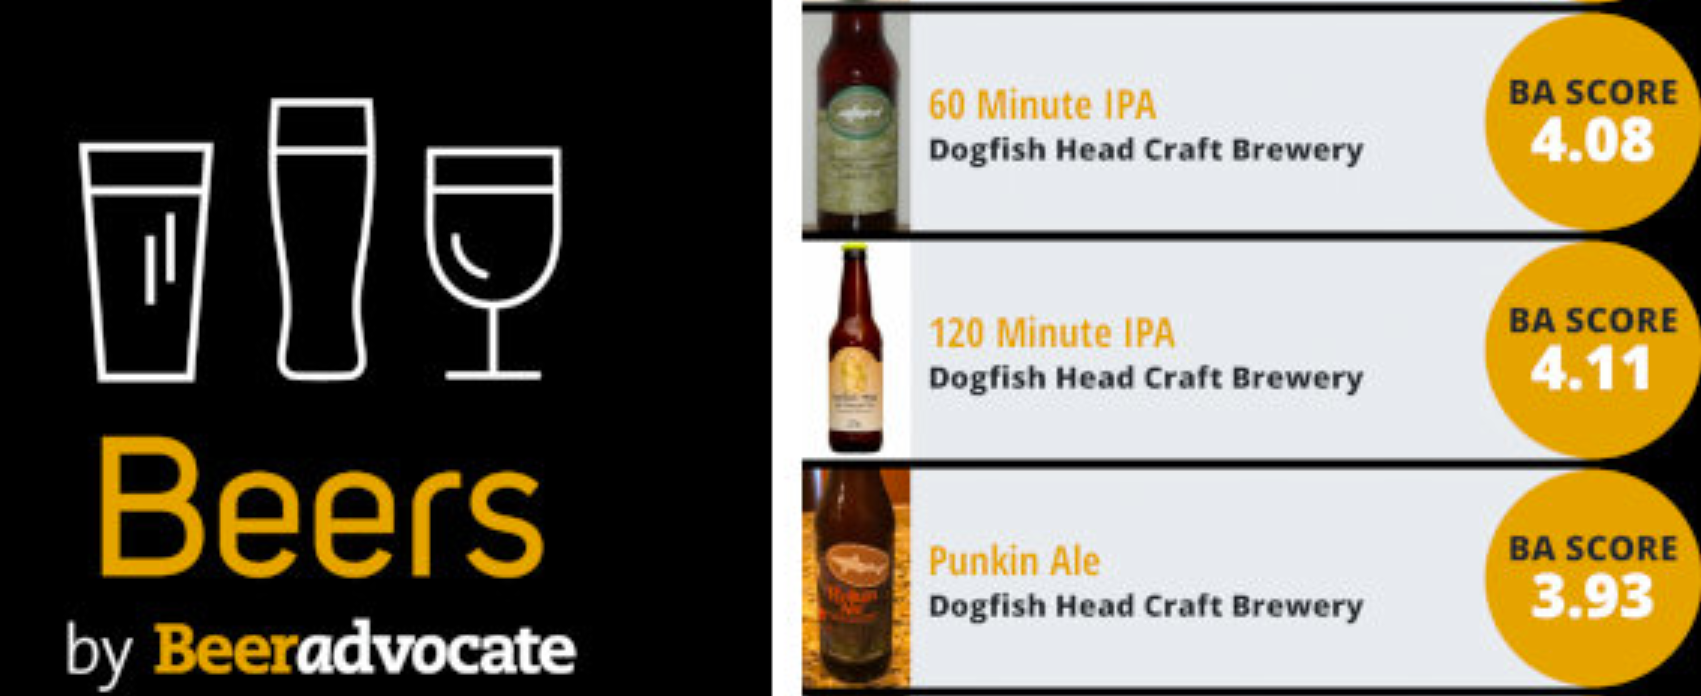 Beers
by Beeradvocate
60 Minute IPA
Dogfish Head Craft Brewery
BA SCORE
4.08
120 Minute IPA
Dogfish Head Craft Brewery
BA SCORE
4.11
Punkin Ale
Dogfish Head Craft Brewery
BA SCORE
3.93